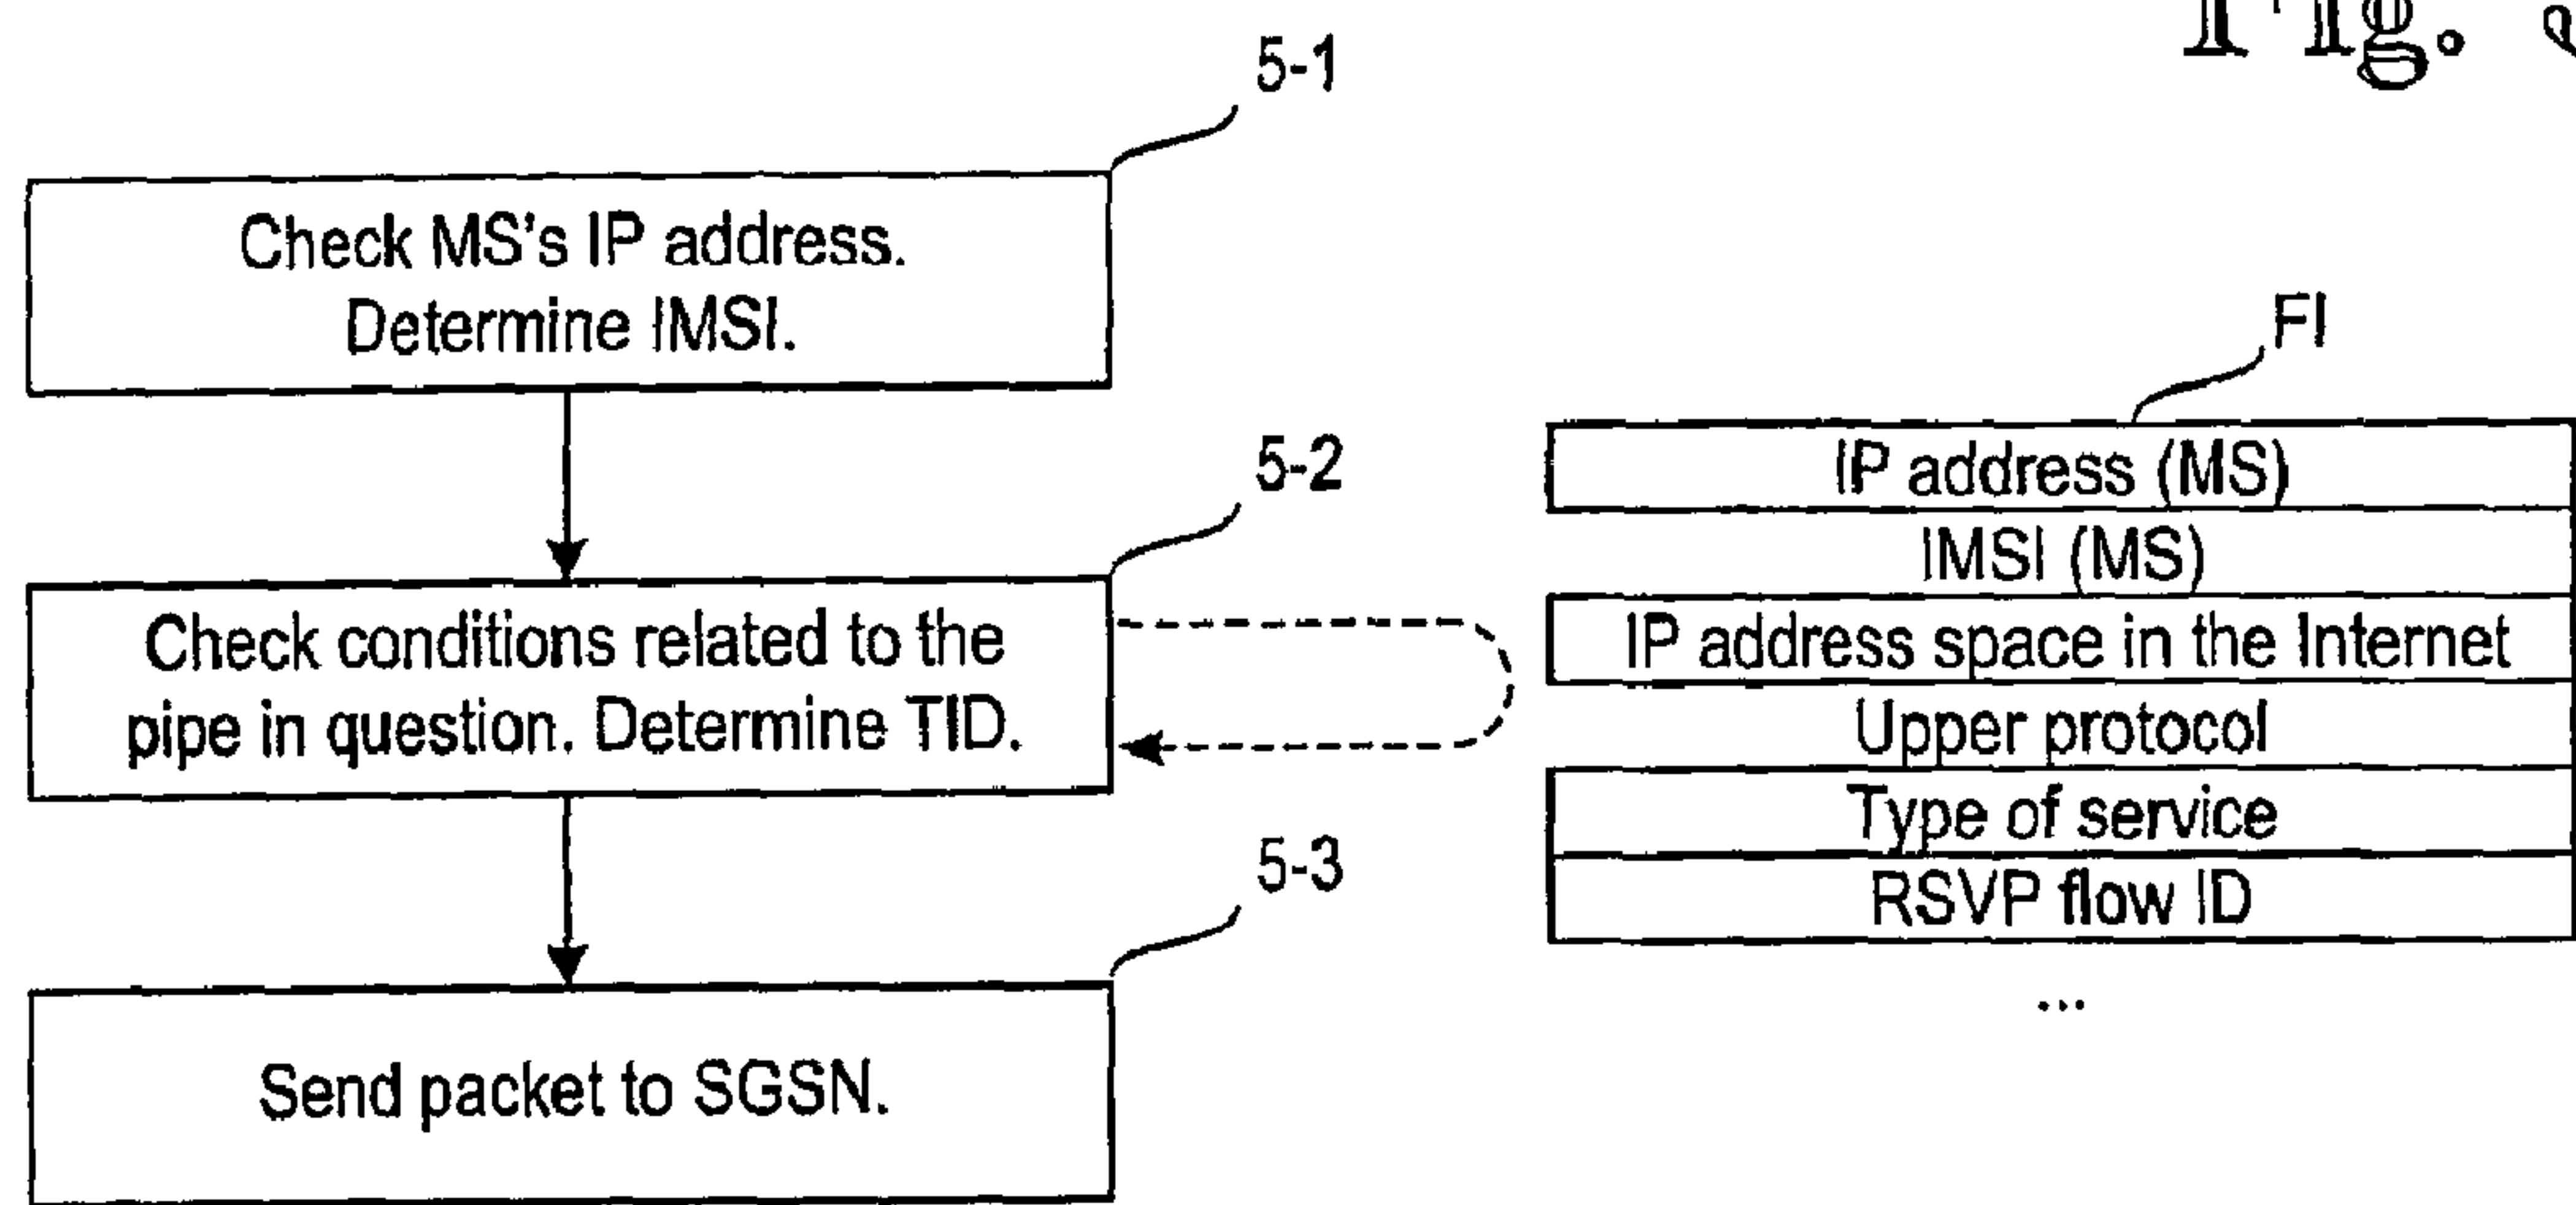 Fig.
5-1
Check MS's IP address.
Determine IMSI.
5-2
Check conditions related to the
pipe in question. Determine TID.
5-3
Send packet to SGSN.
FI
IP address (MS)
IMSI (MS)
IP address space in the Internet
Upper protocol
Type of service
RSVP flow ID
...